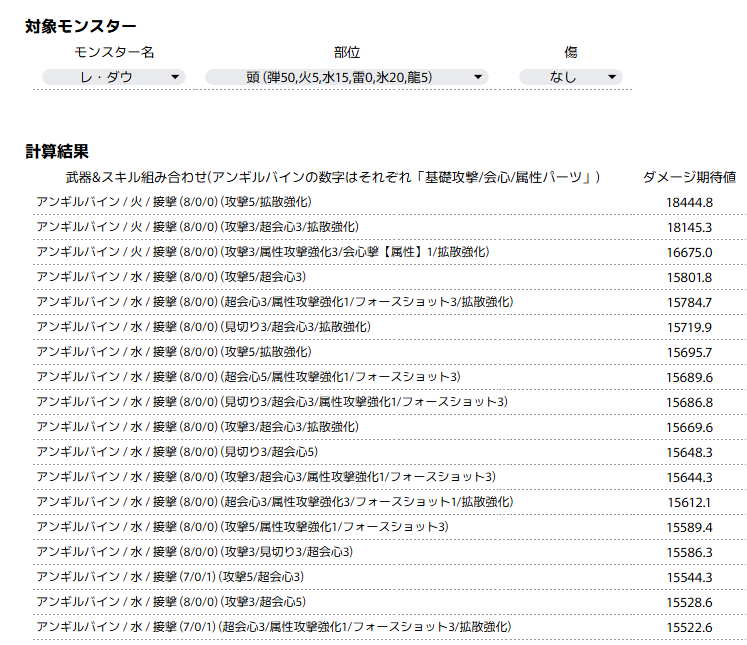 対象モンスター
モンスター名 部位 傷
レ・ダウ 頭 (弾50,火5,水15,雷0,氷20,龍5) なし
計算結果
武器&スキル組み合わせ(アンギルバインの数字はそれぞれ「基礎攻撃/会心/属性パーツ」) ダメージ期待値
アンギルバイン / 火 / 接撃 (8/0/0) (攻撃5/拡散強化) 18444.8
アンギルバイン / 火 / 接撃 (8/0/0) (攻撃3/超会心3/拡散強化) 18145.3
アンギルバイン / 火 / 接撃 (8/0/0) (攻撃3/属性攻撃強化3/会心撃【属性】1/拡散強化) 16675.0
アンギルバイン / 水 / 接撃 (8/0/0) (攻撃5/超会心3) 15801.8
アンギルバイン / 水 / 接撃 (8/0/0) (超会心3/属性攻撃強化1/フォースショット3/拡散強化) 15784.7
アンギルバイン / 水 / 接撃 (8/0/0) (見切り3/超会心3/拡散強化) 15719.9
アンギルバイン / 水 / 接撃 (8/0/0) (攻撃5/拡散強化) 15695.7
アンギルバイン / 水 / 接撃 (8/0/0) (超会心5/属性攻撃強化1/フォースショット3) 15689.6
アンギルバイン / 水 / 接撃 (8/0/0) (見切り3/超会心3/属性攻撃強化1/フォースショット3) 15686.8
アンギルバイン / 水 / 接撃 (8/0/0) (攻撃3/超会心3/拡散強化) 15669.6
アンギルバイン / 水 / 接撃 (8/0/0) (見切り3/超会心5) 15648.3
アンギルバイン / 水 / 接撃 (8/0/0) (攻撃3/超会心3/属性攻撃強化1/フォースショット3) 15644.3
アンギルバイン / 水 / 接撃 (8/0/0) (超会心3/属性攻撃強化3/フォースショット1/拡散強化) 15612.1
アンギルバイン / 水 / 接撃 (8/0/0) (攻撃5/属性攻撃強化1/フォースショット3) 15589.4
アンギルバイン / 水 / 接撃 (8/0/0) (攻撃3/見切り3/超会心3) 15586.3
アンギルバイン / 水 / 接撃 (7/0/1) (攻撃5/超会心3) 15544.3
アンギルバイン / 水 / 接撃 (8/0/0) (攻撃3/超会心5) 15528.6
アンギルバイン / 水 / 接撃 (7/0/1) (超会心3/属性攻撃強化1/フォースショット3/拡散強化) 15522.6